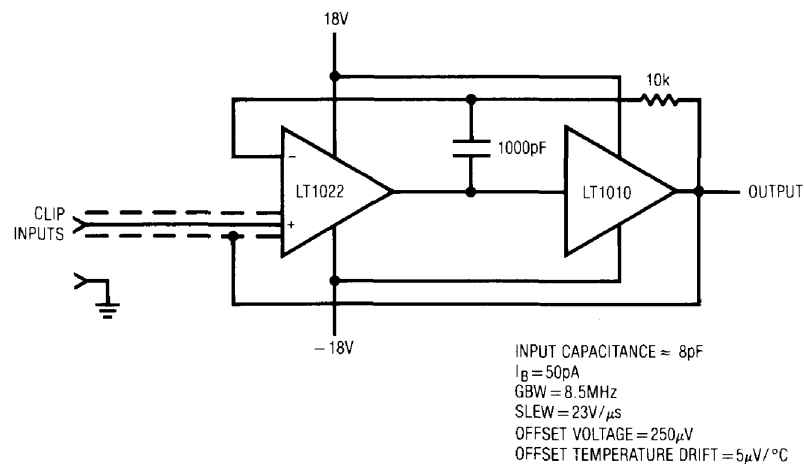 18V
10k
1000pF
−
LT1022
LT1010
OUTPUT
CLIP
INPUTS
+
−18V
INPUT CAPACITANCE ≈ 8pF
I_B = 50pA
GBW = 8.5MHz
SLEW = 23V/μs
OFFSET VOLTAGE = 250μV
OFFSET TEMPERATURE DRIFT = 5μV/°C